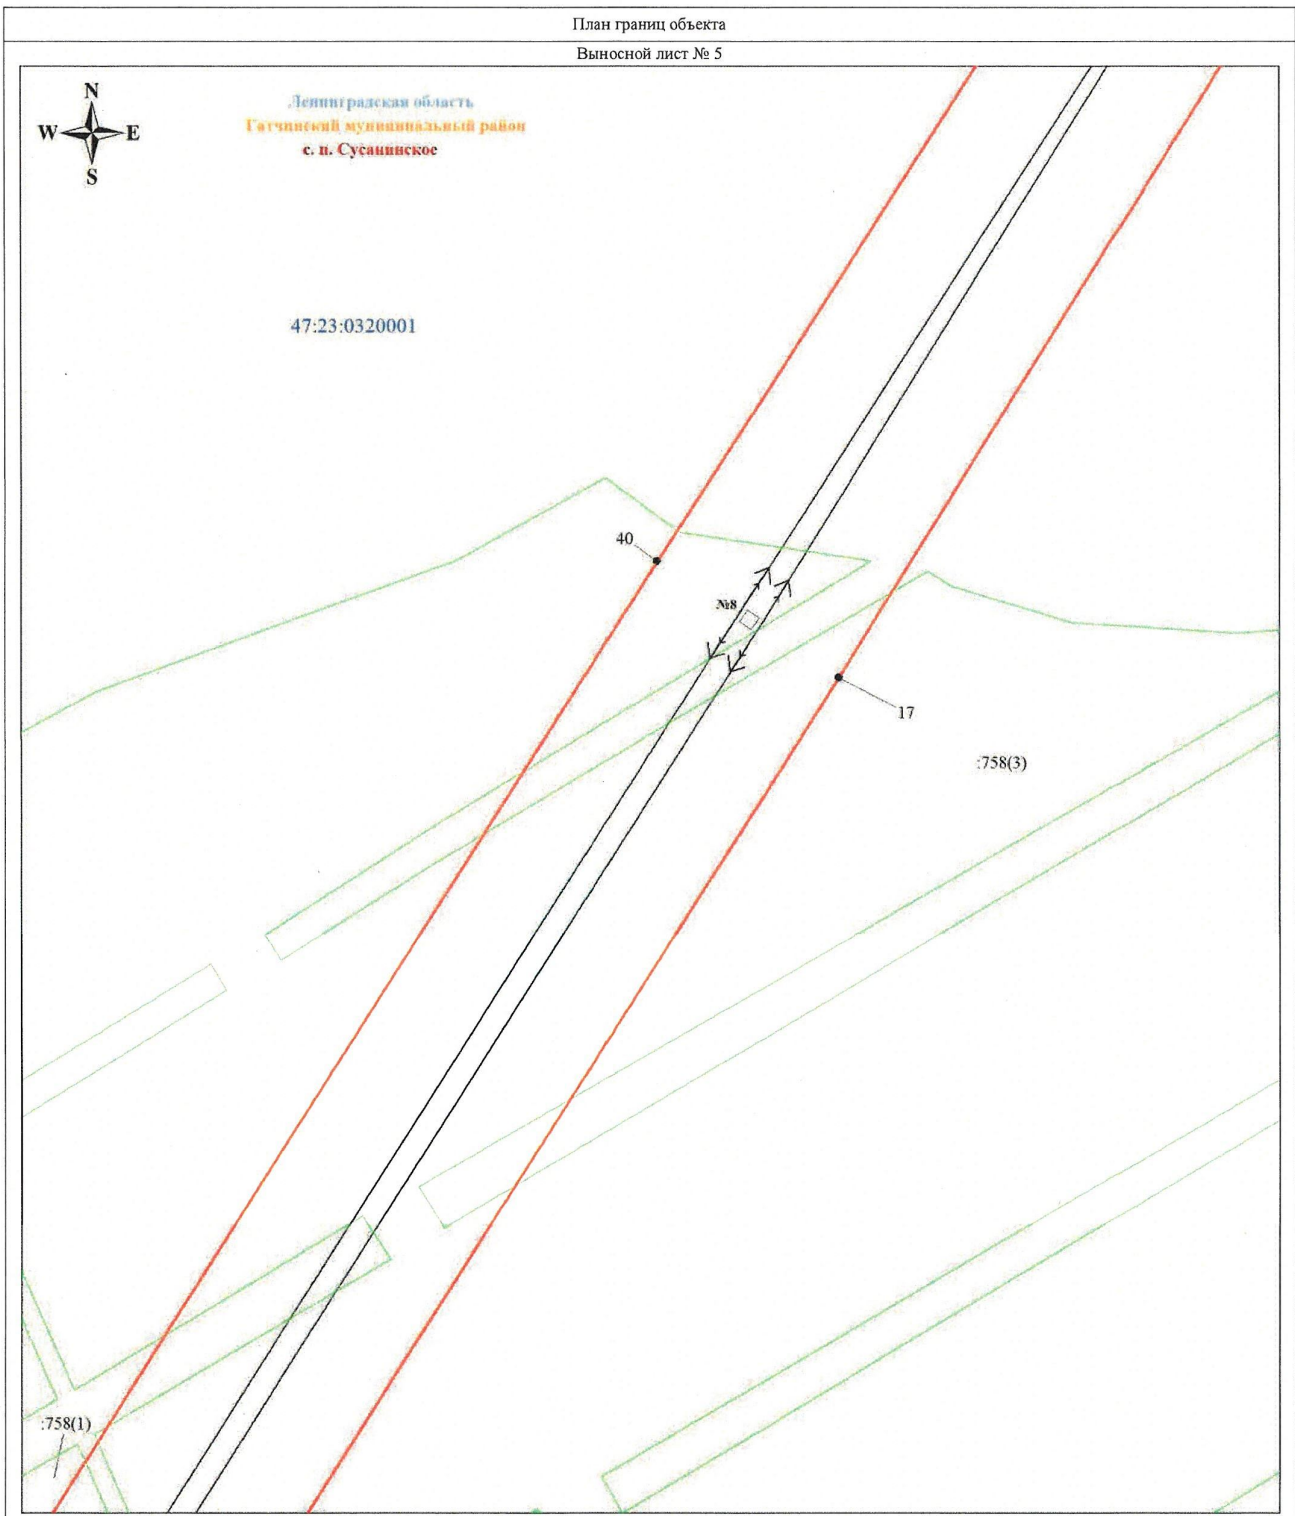 План границ объекта
Выносной лист № 5
N
W E
S
Ленинградская область
Гатчинский муниципальный район
с. п. Сусанинское
47:23:0320001
40
№8
17
:758(3)
:758(1)